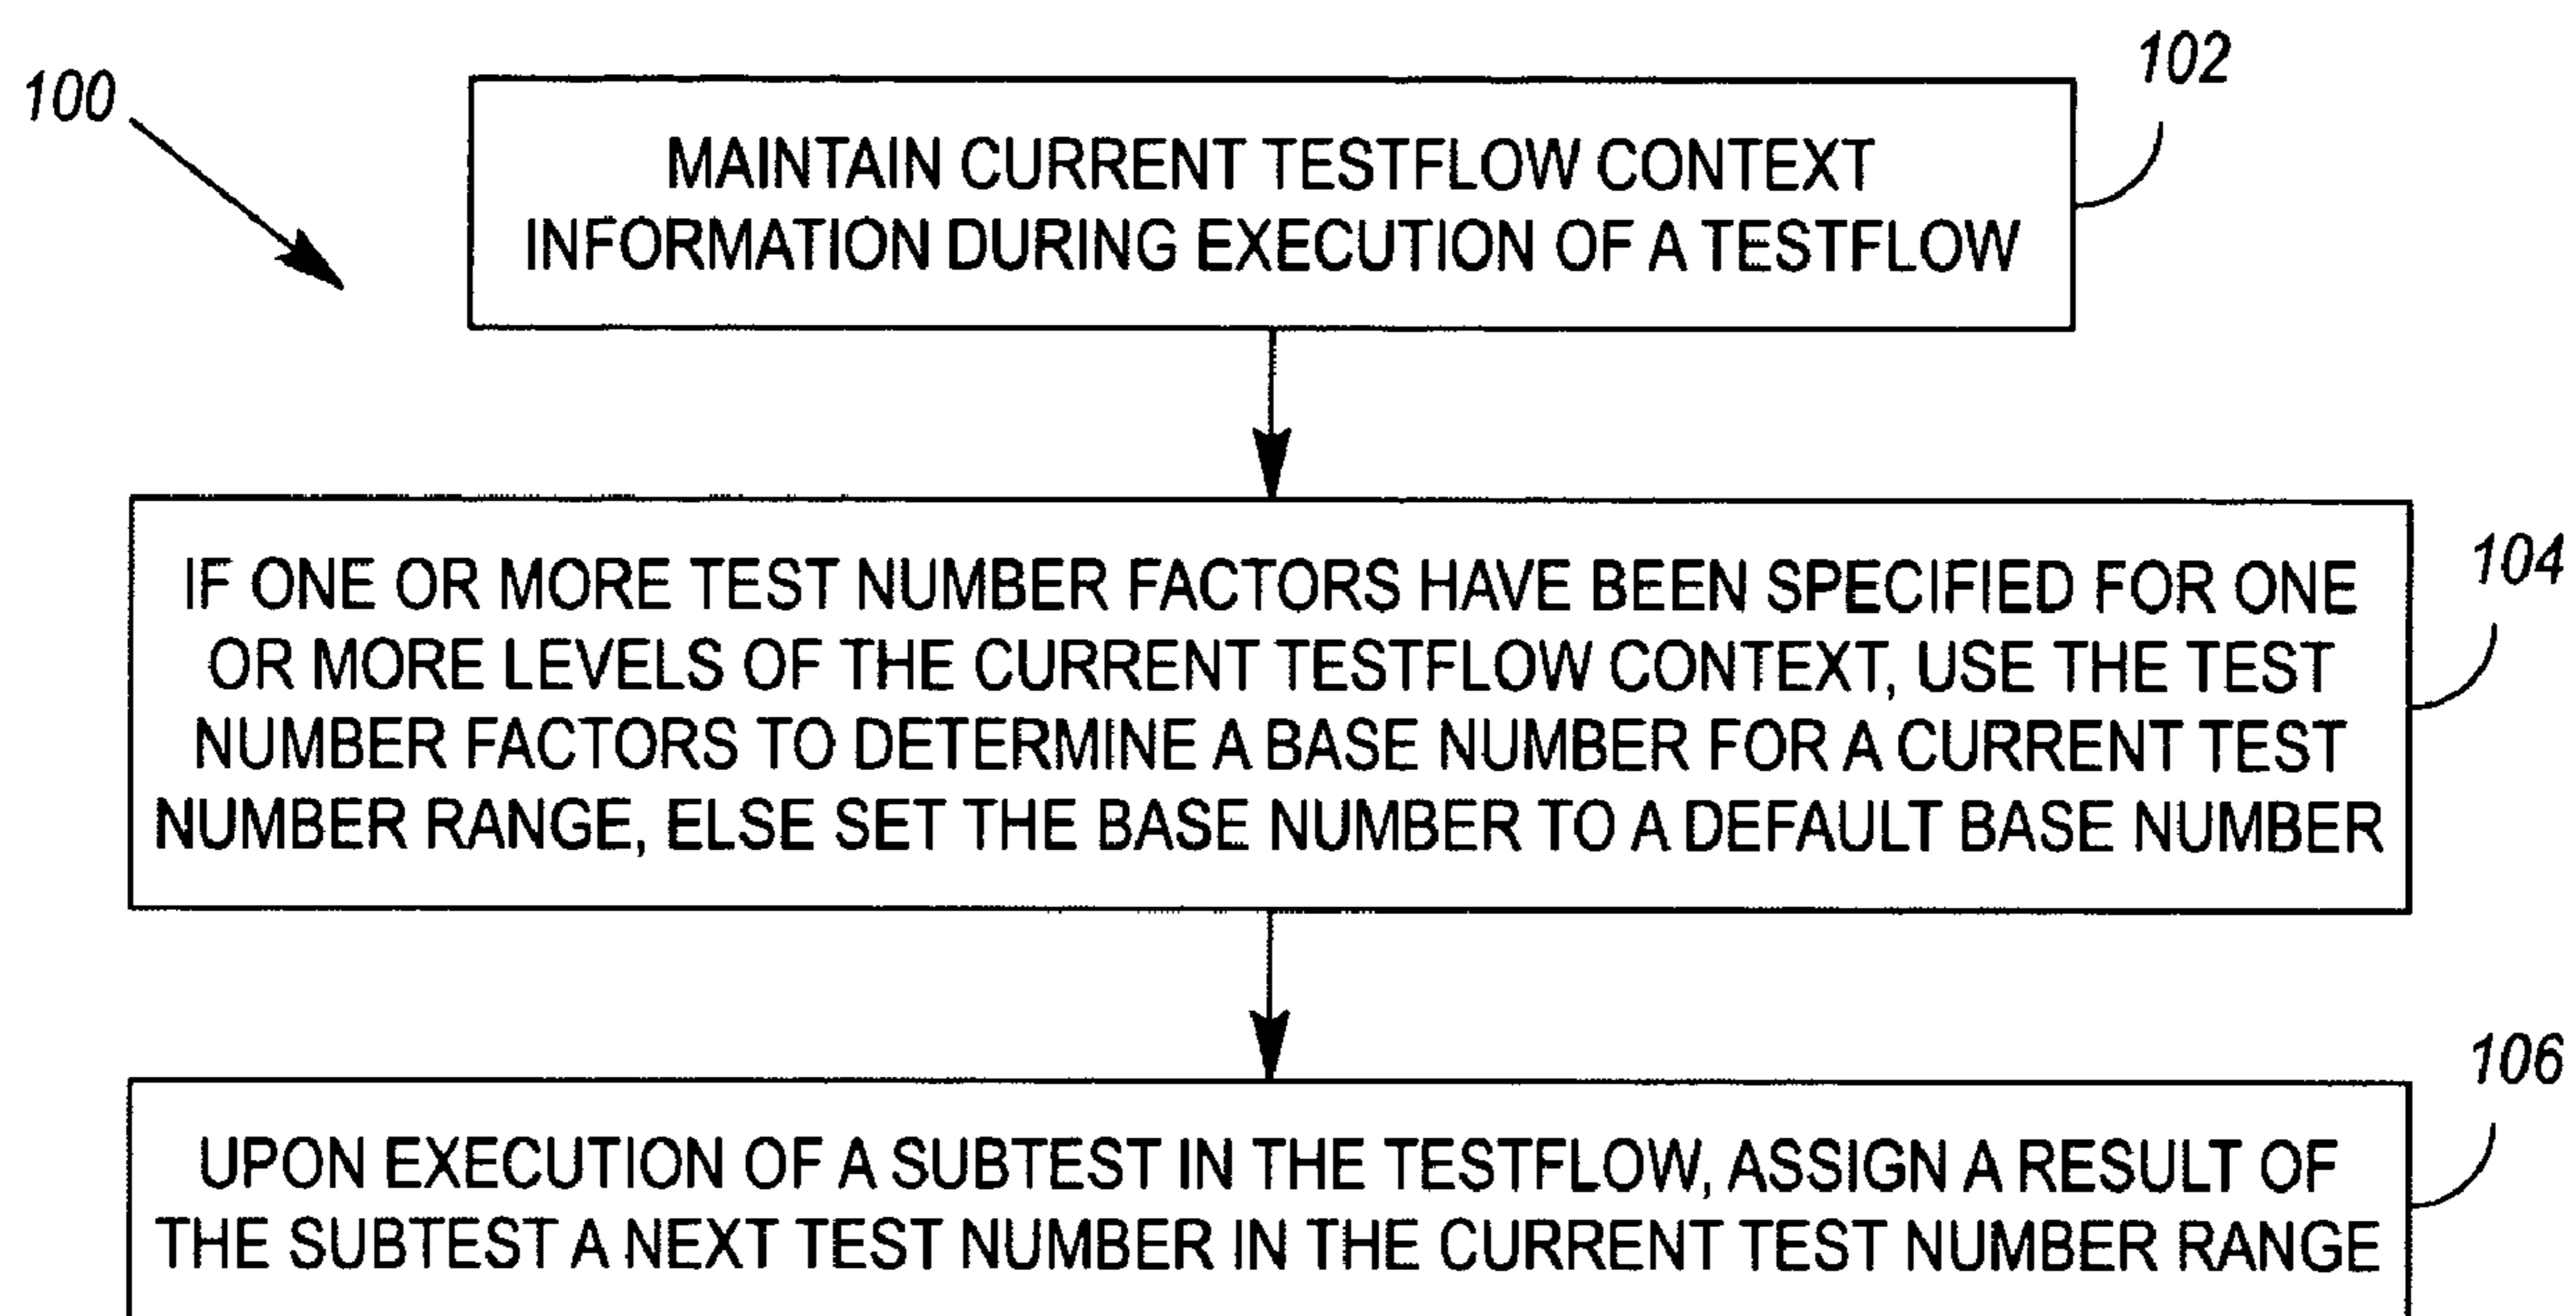 100
102
MAINTAIN CURRENT TESTFLOW CONTEXT
INFORMATION DURING EXECUTION OF A TESTFLOW
104
IF ONE OR MORE TEST NUMBER FACTORS HAVE BEEN SPECIFIED FOR ONE
OR MORE LEVELS OF THE CURRENT TESTFLOW CONTEXT, USE THE TEST
NUMBER FACTORS TO DETERMINE A BASE NUMBER FOR A CURRENT TEST
NUMBER RANGE, ELSE SET THE BASE NUMBER TO A DEFAULT BASE NUMBER
106
UPON EXECUTION OF A SUBTEST IN THE TESTFLOW, ASSIGN A RESULT OF
THE SUBTEST A NEXT TEST NUMBER IN THE CURRENT TEST NUMBER RANGE